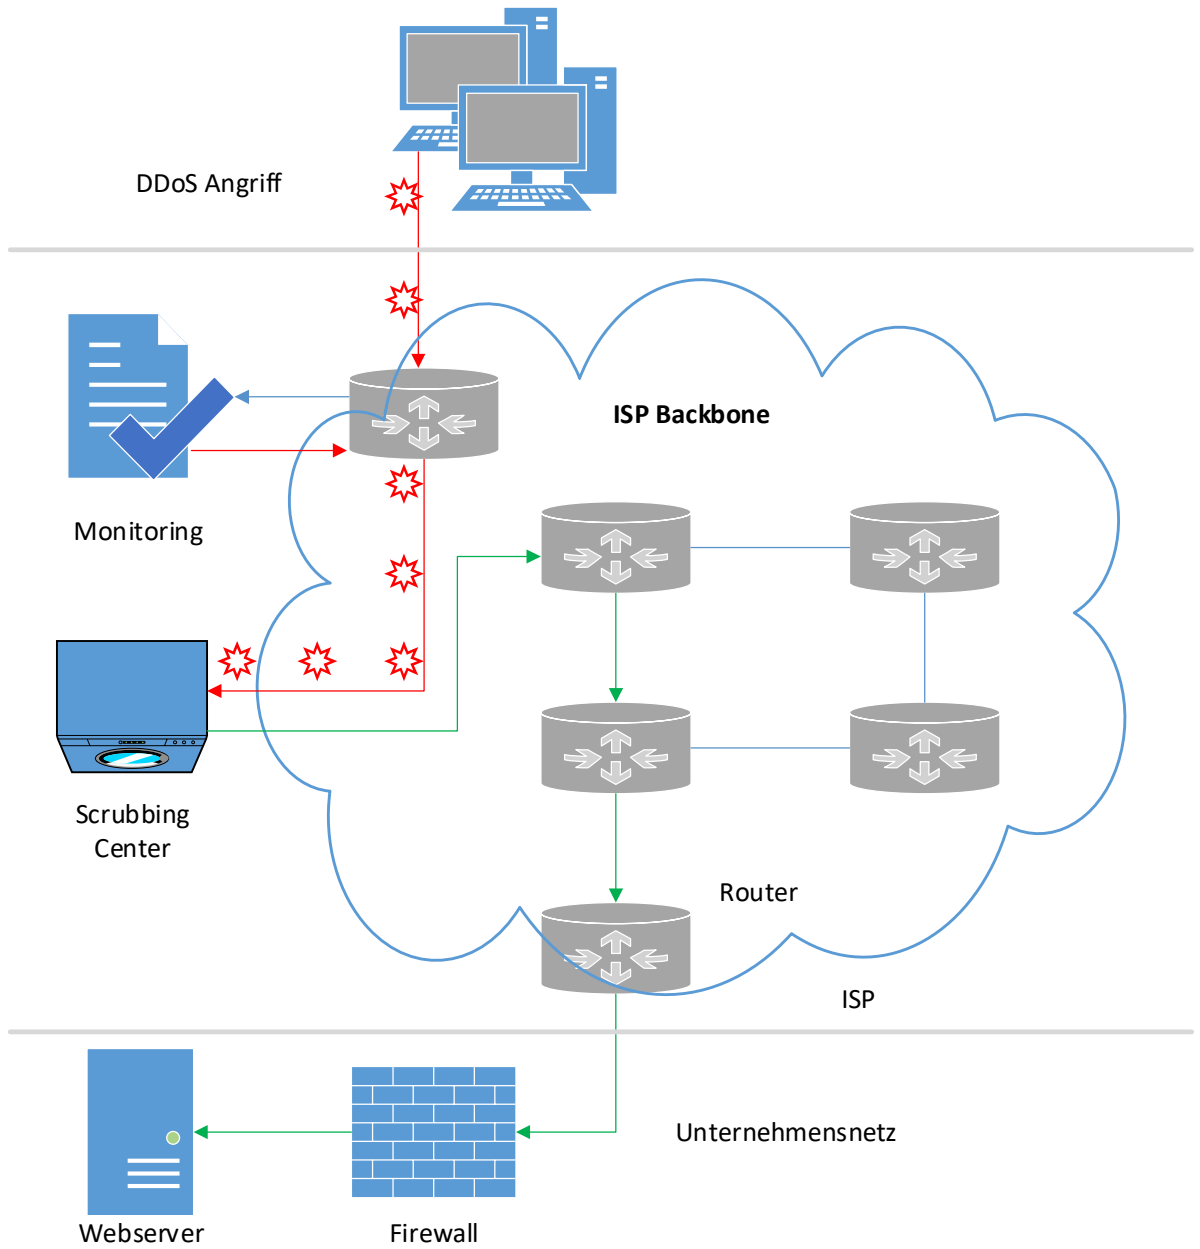 DDoS Angriff
ISP Backbone
Monitoring
Scrubbing
Center
Router
ISP
Unternehmensnetz
Webserver
Firewall